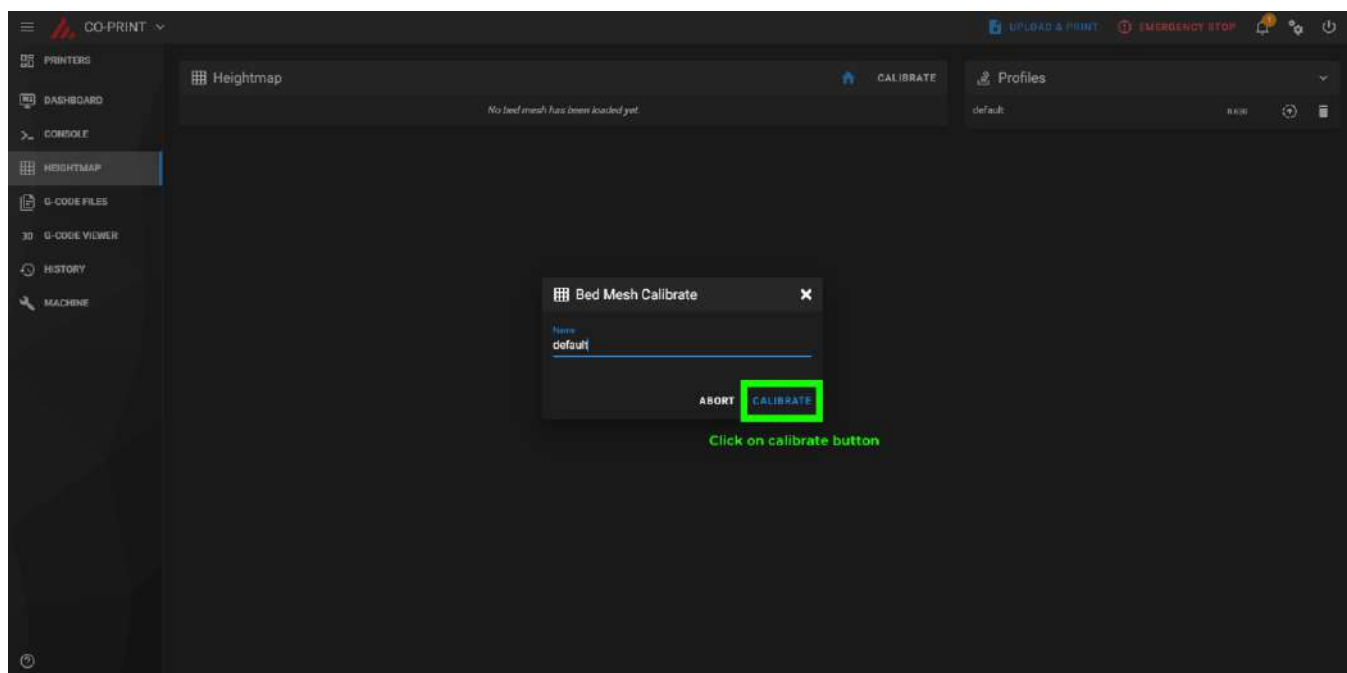 CO-PRINT
UPLOAD & PRINT
EMERGENCY STOP
PRINTERS
DASHBOARD
CONSOLE
HEIGHTMAP
G-CODE FILES
3D G-CODE VIEWER
HISTORY
MACHINE
Heightmap
CALIBRATE
No bed mesh has been loaded yet.
Profiles
default
Bed Mesh Calibrate
Name
default
ABORT CALIBRATE
Click on calibrate button